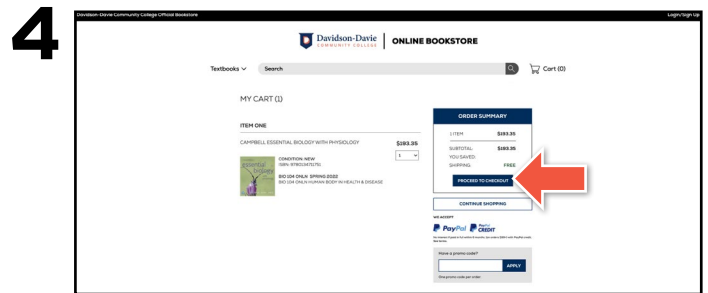 4
Davidson-Davie Community College Official Bookstore
Login/Sign Up
Davidson-Davie
COMMUNITY COLLEGE
ONLINE BOOKSTORE
Textbooks
Search
Cart (0)
MY CART (1)
ITEM ONE
CAMPBELL ESSENTIAL BIOLOGY WITH PHYSIOLOGY
$193.35
1
CONDITION: NEW
essential
biology
BIO 104 ONLN SPRING 2022
BIO 104 ONLN HUMAN BODY IN HEALTH & DISEASE
ORDER SUMMARY
1 ITEM $193.35
SUBTOTAL: $193.35
YOU SAVED:
SHIPPING: FREE
PROCEED TO CHECKOUT
CONTINUE SHOPPING
WE ACCEPT
PayPal
PayPal CREDIT
Have a promo code?
APPLY
One promo code per order